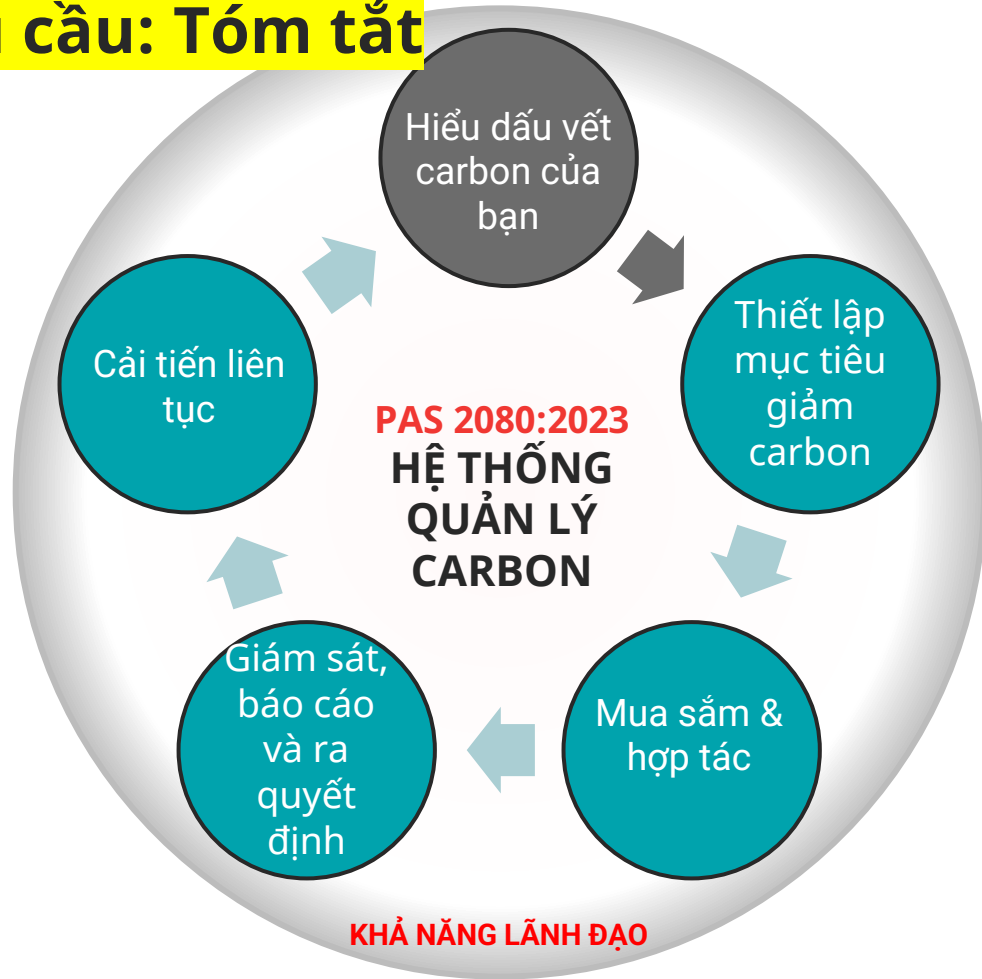 cầu: Tóm tắt
Hiểu dấu vết
carbon của
bạn
Thiết lập
mục tiêu
giảm
carbon
Cải tiến liên
tục
PAS 2080:2023
HỆ THỐNG
QUẢN LÝ
CARBON
Giám sát,
báo cáo
và ra
quyết
định
Mua sắm &
hợp tác
KHẢ NĂNG LÃNH ĐẠO